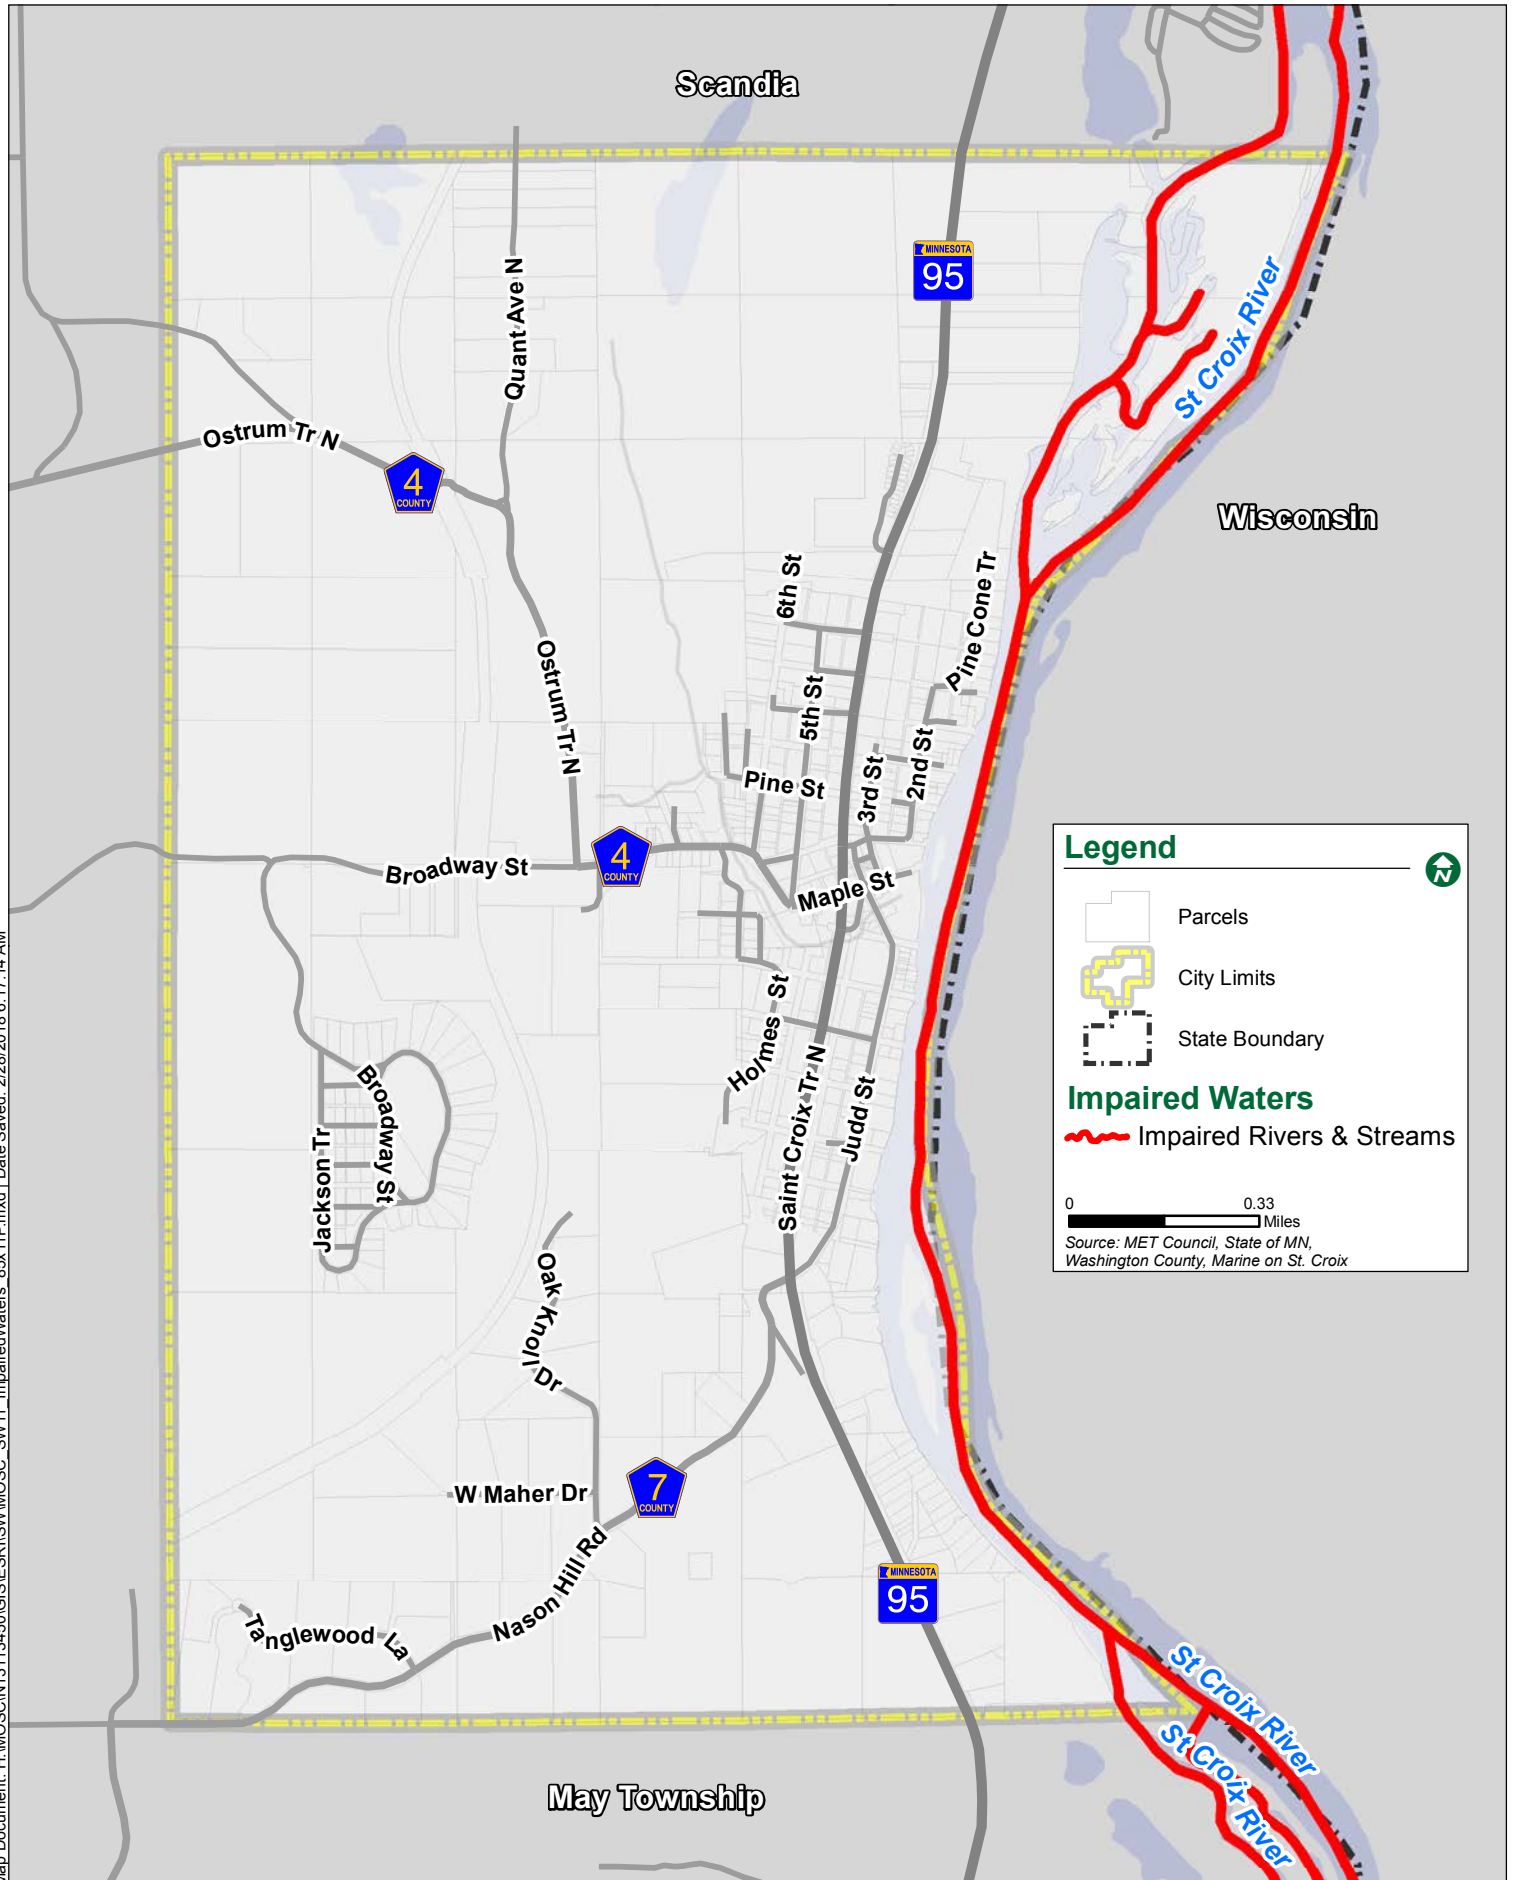 Scandia
MINNESOTA
95
Quant Ave N
St Croix River
Ostrum Tr N
4
COUNTY
Wisconsin
6th St
Pine Cone Tr
Ostrum Tr N
5th St
2nd St
3rd St
Pine St
Broadway St
4
COUNTY
Maple St
Legend
N
Parcels
City Limits
State Boundary
Impaired Waters
Impaired Rivers & Streams
0 0.33
Miles
Source: MET Council, State of MN,
Washington County, Marine on St. Croix
Holmes St
Saint Croix Tr N
Judd St
Broadway St
Jackson Tr
Oak Knoll Dr
W Maher Dr
7
COUNTY
Nason Hill Rd
MINNESOTA
95
Tanglewood La
St Croix River
St Croix River
May Township